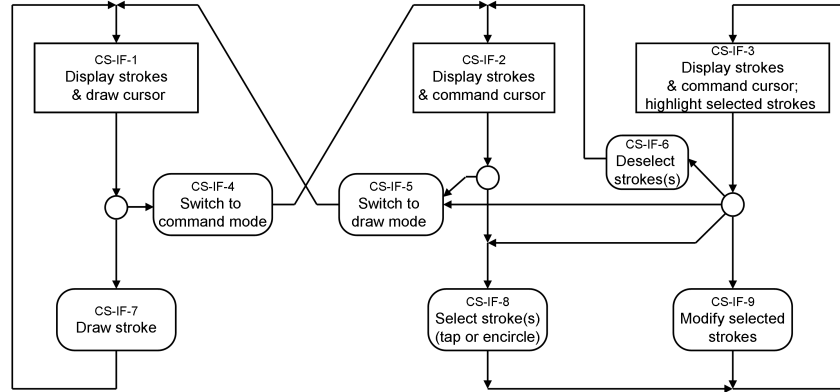 CS-IF-1
Display strokes
& draw cursor
CS-IF-2
Display strokes
& command cursor
CS-IF-3
Display strokes
& command cursor;
highlight selected strokes
CS-IF-4
Switch to
command mode
CS-IF-5
Switch to
draw mode
CS-IF-6
Deselect
strokes(s)
CS-IF-7
Draw stroke
CS-IF-8
Select stroke(s)
(tap or encircle)
CS-IF-9
Modify selected
strokes